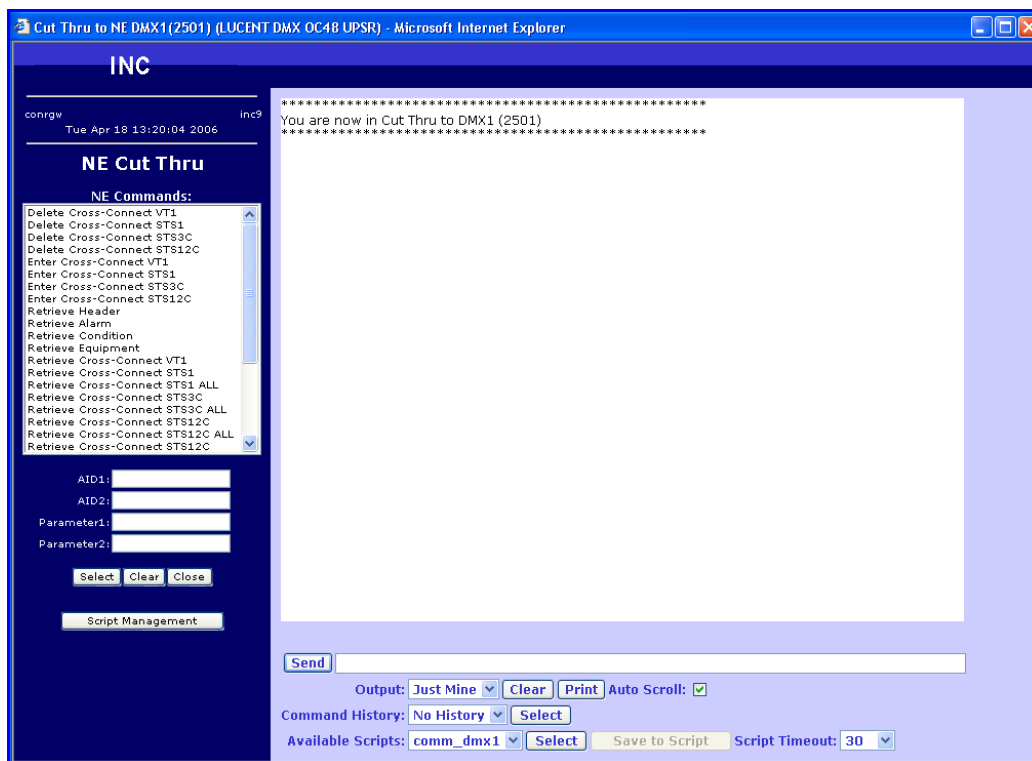 Cut Thru to NE DMX1(2501) (LUCENT DMX OC48 UPSR) - Microsoft Internet Explorer
INC
conrgw inc9
Tue Apr 18 13:20:04 2006
NE Cut Thru
NE Commands:
Delete Cross-Connect VT1
Delete Cross-Connect STS1
Delete Cross-Connect STS3C
Delete Cross-Connect STS12C
Enter Cross-Connect VT1
Enter Cross-Connect STS1
Enter Cross-Connect STS3C
Enter Cross-Connect STS12C
Retrieve Header
Retrieve Alarm
Retrieve Condition
Retrieve Equipment
Retrieve Cross-Connect VT1
Retrieve Cross-Connect STS1
Retrieve Cross-Connect STS1 ALL
Retrieve Cross-Connect STS3C
Retrieve Cross-Connect STS3C ALL
Retrieve Cross-Connect STS12C
Retrieve Cross-Connect STS12C ALL
Retrieve Cross-Connect STS12C
AID1:
AID2:
Parameter1:
Parameter2:
Select Clear Close
Script Management
****************************************************
You are now in Cut Thru to DMX1 (2501)
****************************************************
Send
Output: Just Mine Clear Print Auto Scroll:
Command History: No History Select
Available Scripts: comm_dmx1 Select Save to Script Script Timeout: 30